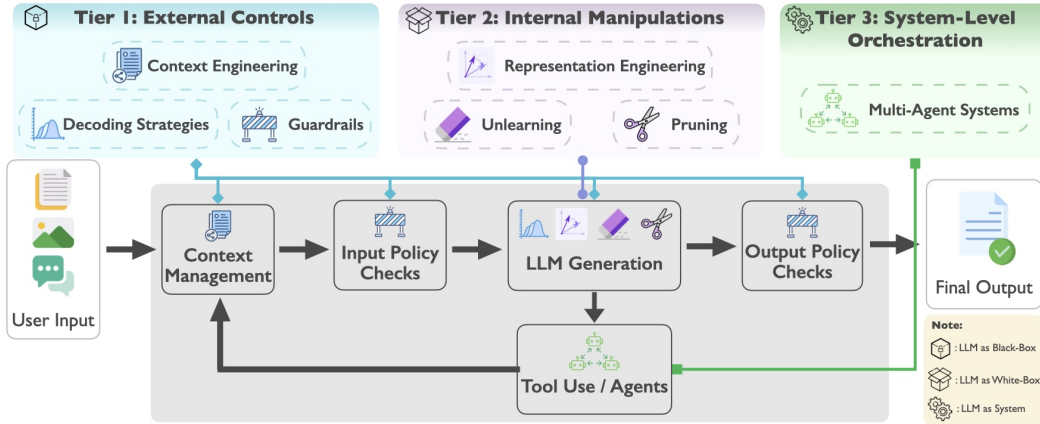 Tier 1: External Controls
Context Engineering
Decoding Strategies
Guardrails
Tier 2: Internal Manipulations
Representation Engineering
Unlearning
Pruning
Tier 3: System-Level
Orchestration
Multi-Agent Systems
User Input
Context
Management
Input Policy
Checks
LLM Generation
Output Policy
Checks
Tool Use / Agents
Final Output
Note:
: LLM as Black-Box
: LLM as White-Box
: LLM as System